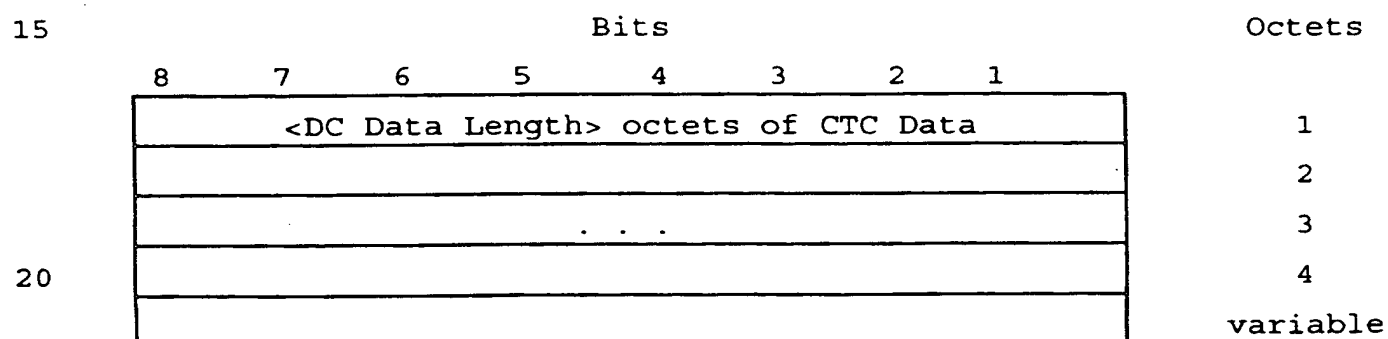 15 Bits Octets
8 7 6 5 4 3 2 1
<DC Data Length> octets of CTC Data 1
2
. . . 3
20 4
variable